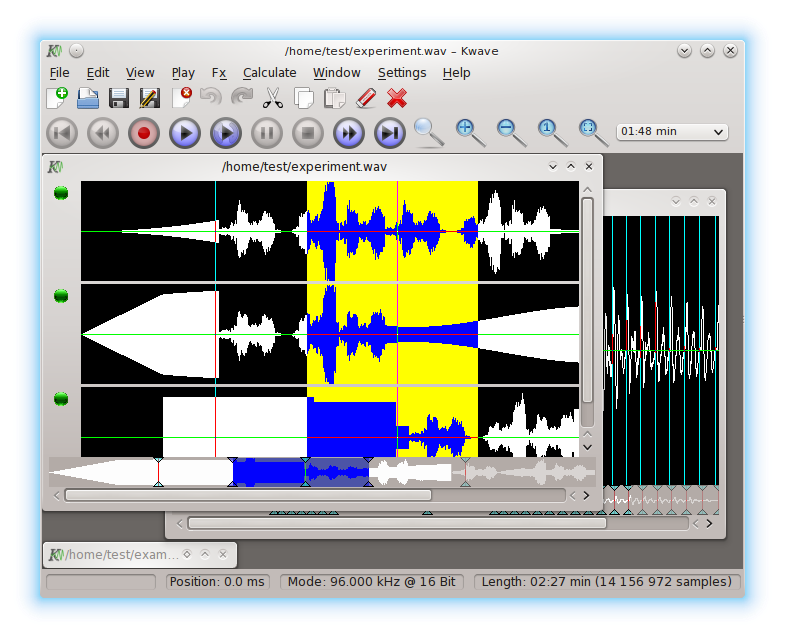 /home/test/experiment.wav – Kwave
File Edit View Play Fx Calculate Window Settings Help
1
01:48 min
/home/test/experiment.wav
/home/test/exam...
Position: 0.0 ms Mode: 96.000 kHz @ 16 Bit Length: 02:27 min (14 156 972 samples)